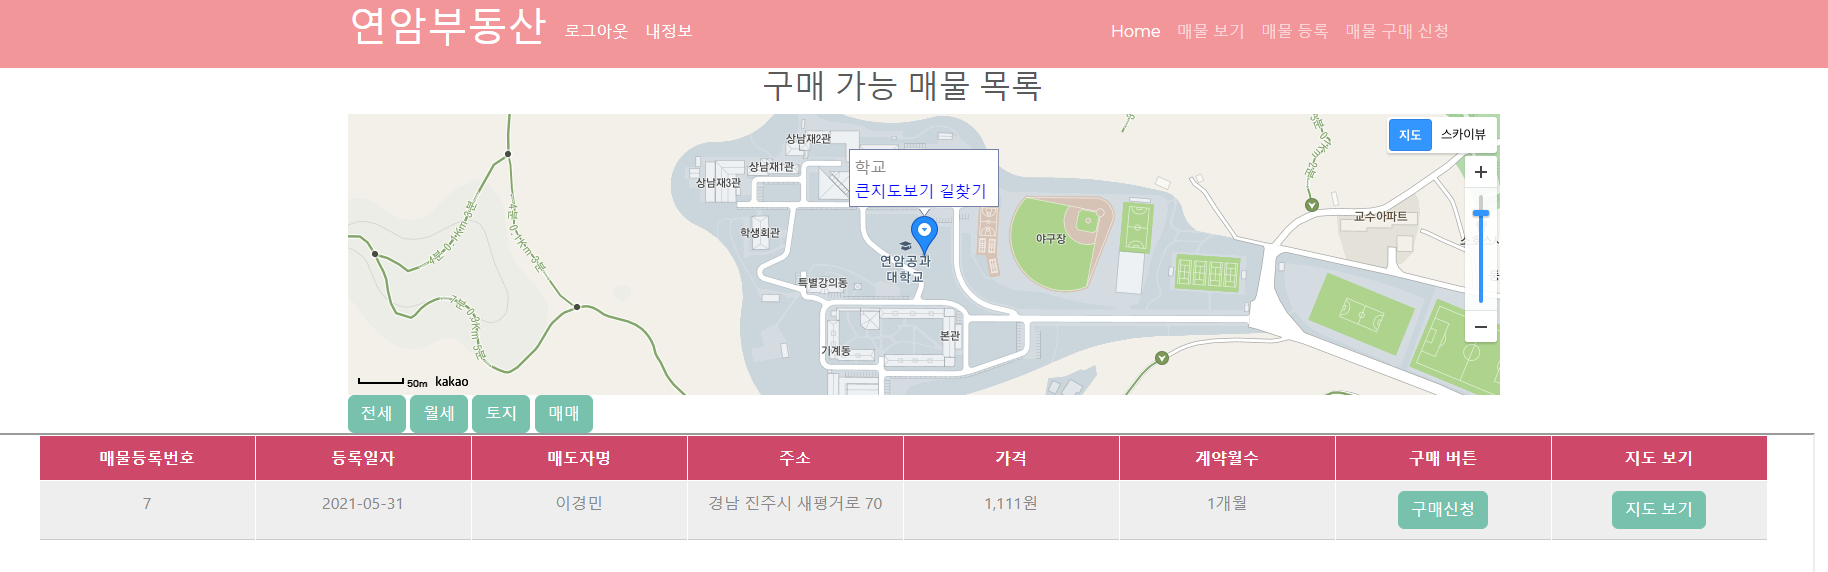 연암부동산 로그아웃 내정보 Home 매물 보기 매물 등록 매물 구매 신청
구매 가능 매물 목록
지도 스카이뷰
상남재2관
상남재1관
상남재3관
학교
큰지도보기 길찾기
교수아파트
학생회관
야구장
연암공과
대학교
특별강의동
본관
기계동
50m kakao
전세 월세 토지 매매
매물등록번호 등록일자 매도자명 주소 가격 계약월수 구매 버튼 지도 보기
7 2021-05-31 이경민 경남 진주시 새평거로 70 1,111원 1개월 구매신청 지도 보기